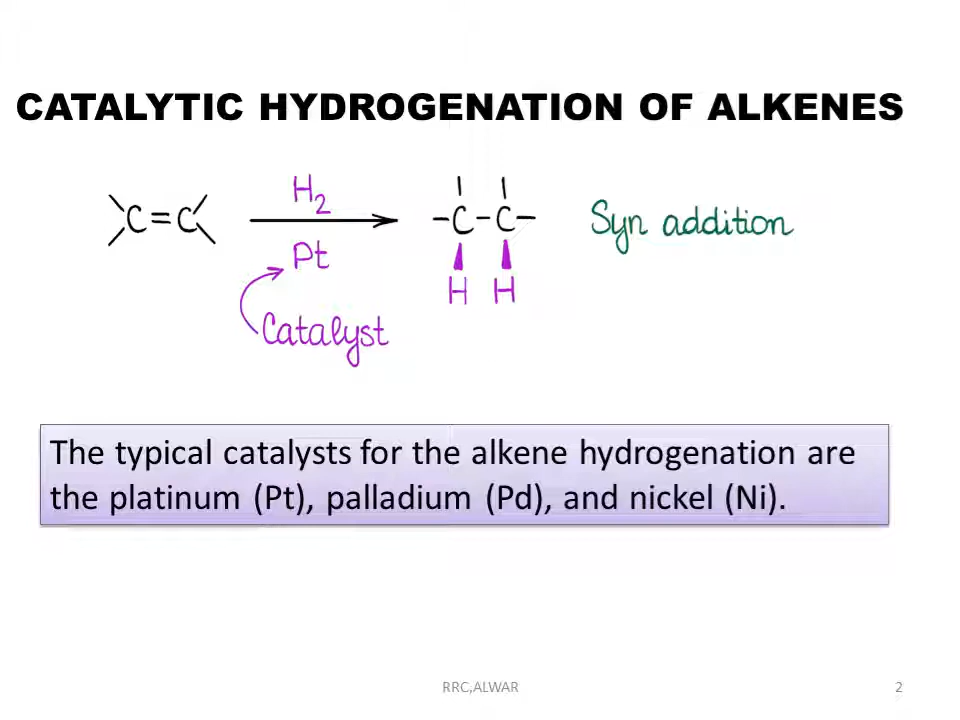 CATALYTIC HYDROGENATION OF ALKENES
C=C
H2
Pt
Catalyst
-C-C-
H H
Syn addition
The typical catalysts for the alkene hydrogenation are
the platinum (Pt), palladium (Pd), and nickel (Ni).
RRC,ALWAR
2